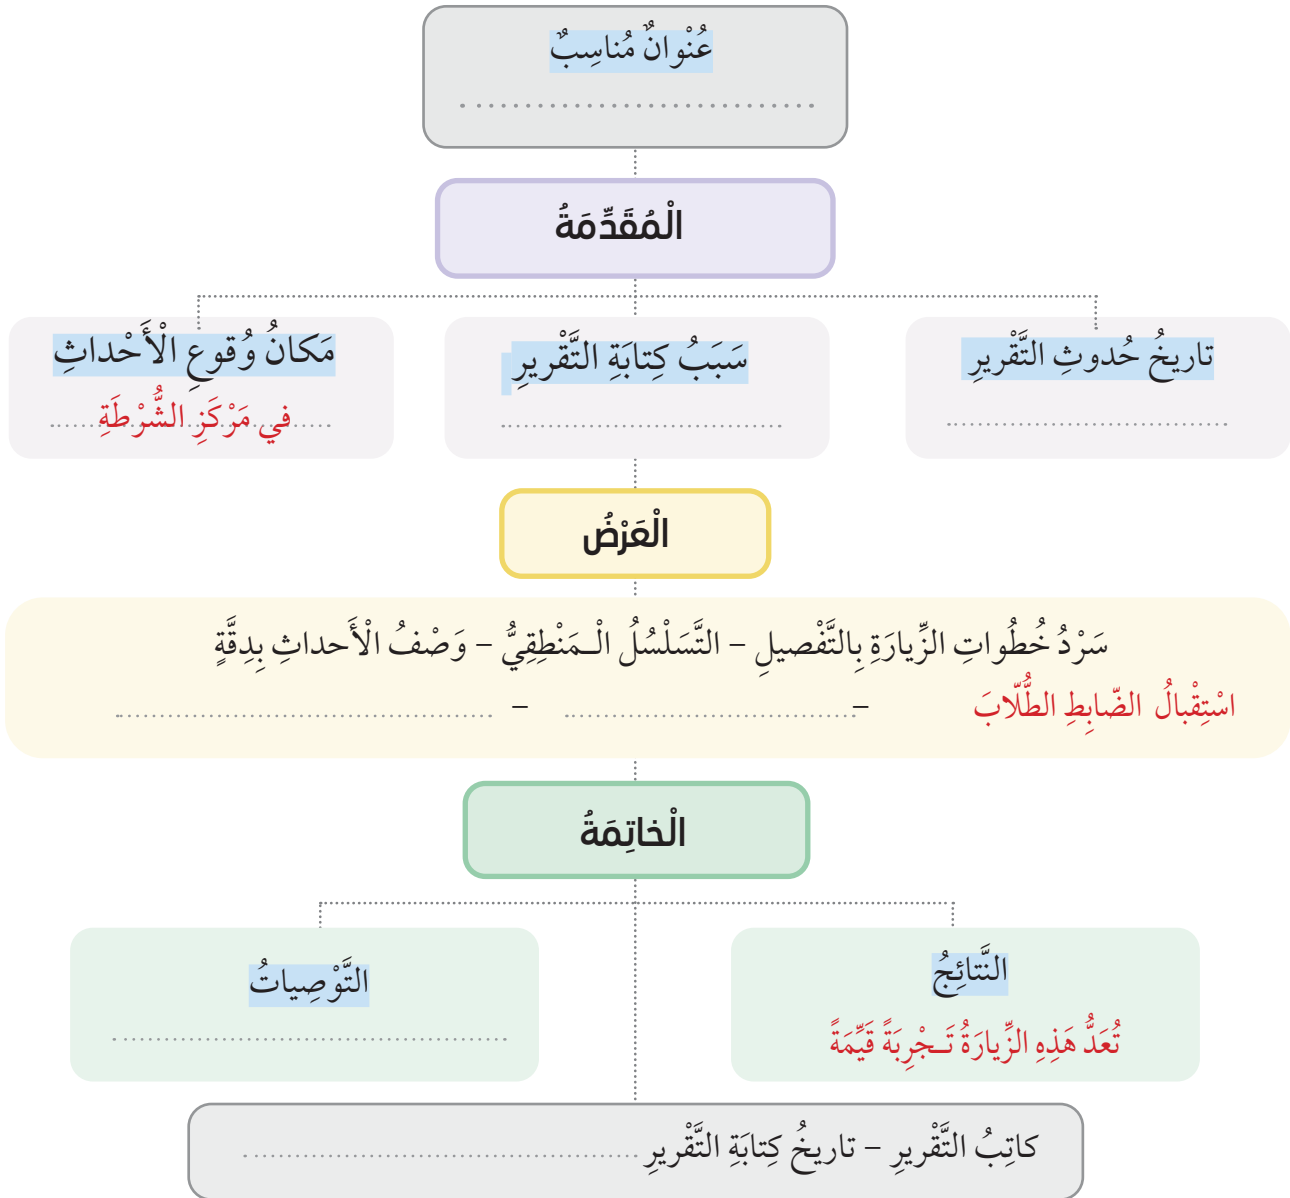 عُنْوانٌ مُناسِبٌ
............................
الْمُقَدِّمَةُ
تاريخُ حُدوثِ التَّقْريرِ
....................................
سَبَبُ كِتابَةِ التَّقْريرِ
....................................
مَكانُ وُقوعِ الْأَحْداثِ
في مَرْكَزِ الشُّرْطَةِ
الْعَرْضُ
سَرْدُ خُطُواتِ الزِّيارَةِ بِالتَّفْصيلِ – التَّسَلْسُلُ الْـمَنْطِقِيُّ – وَصْفُ الْأَحداثِ بِدِقَّةٍ
اسْتِقْبالُ الضّابِطِ الطُّلّابَ –.................................... – ................................................
الْخاتِمَةُ
النَّتائِجُ
تُعَدُّ هَذِهِ الزِّيارَةُ تَـجْرِبَةً قَيِّمَةً
التَّوْصِياتُ
....................................
كاتِبُ التَّقْريرِ – تاريخُ كِتابَةِ التَّقْريرِ ................................................